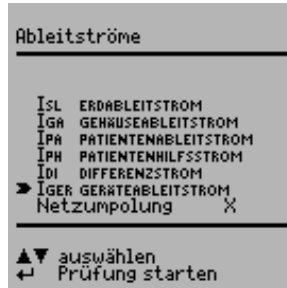 Ableitströme
ISL ERDABLEITSTROM
IGA GEHÄUSEABLEITSTROM
IPA PATIENTENABLEITSTROM
IPH PATIENTENHILFSSTROM
IDI DIFFERENZSTROM
IGER GERÄTEABLEITSTROM
Netzumpolung X
▲▼ auswählen
↵ Prüfung starten